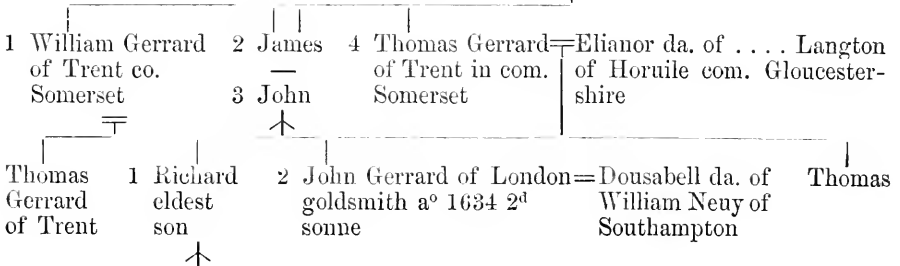 1 William Gerrard 2 James 4 Thomas Gerrard=Elianor da. of .... Langton
of Trent co. — of Trent in com. of Horuile com. Gloucester-
Somerset 3 John Somerset shire
Thomas 1 Richard 2 John Gerrard of London=Dousabell da. of Thomas
Gerrard eldest goldsmith aº 1634 2ᵈ William Neuy of
of Trent son sonne Southampton